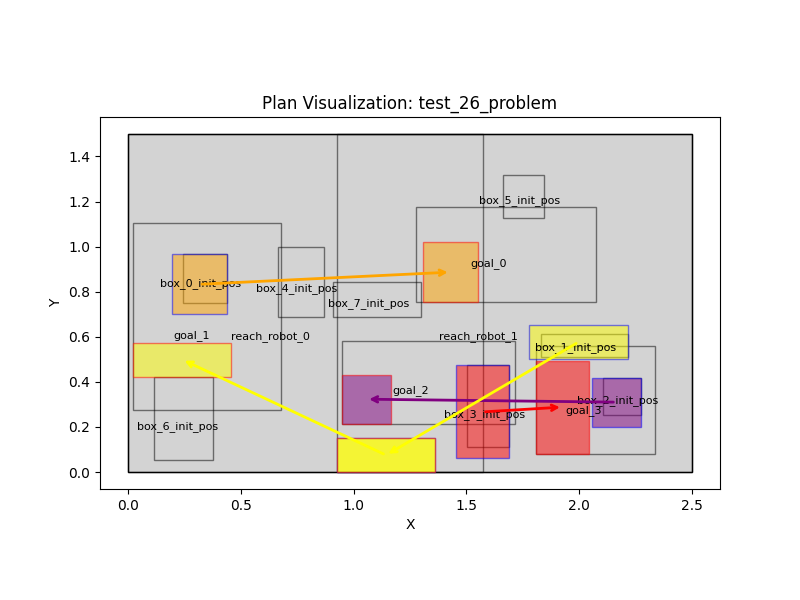 Plan Visualization: test_26_problem
Y
1.4
1.2
1.0
0.8
0.6
0.4
0.2
0.0
box_5_init_pos
goal_0
box_0_init_pos
box_4_init_pos
box_7_init_pos
goal_1
reach_robot_0
reach_robot_1
box_1_init_pos
goal_2
box_2_init_pos
goal_3
box_3_init_pos
box_6_init_pos
0.0 0.5 1.0 1.5 2.0 2.5
X